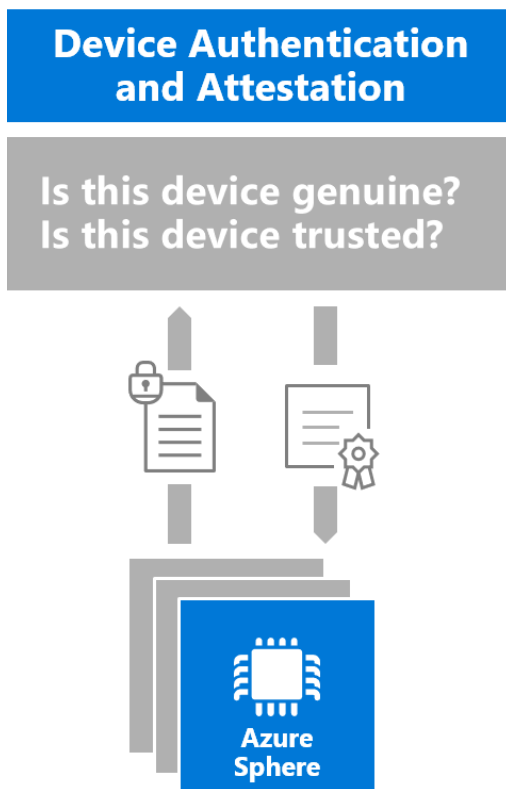 Device Authentication
and Attestation
Is this device genuine?
Is this device trusted?
Azure
Sphere